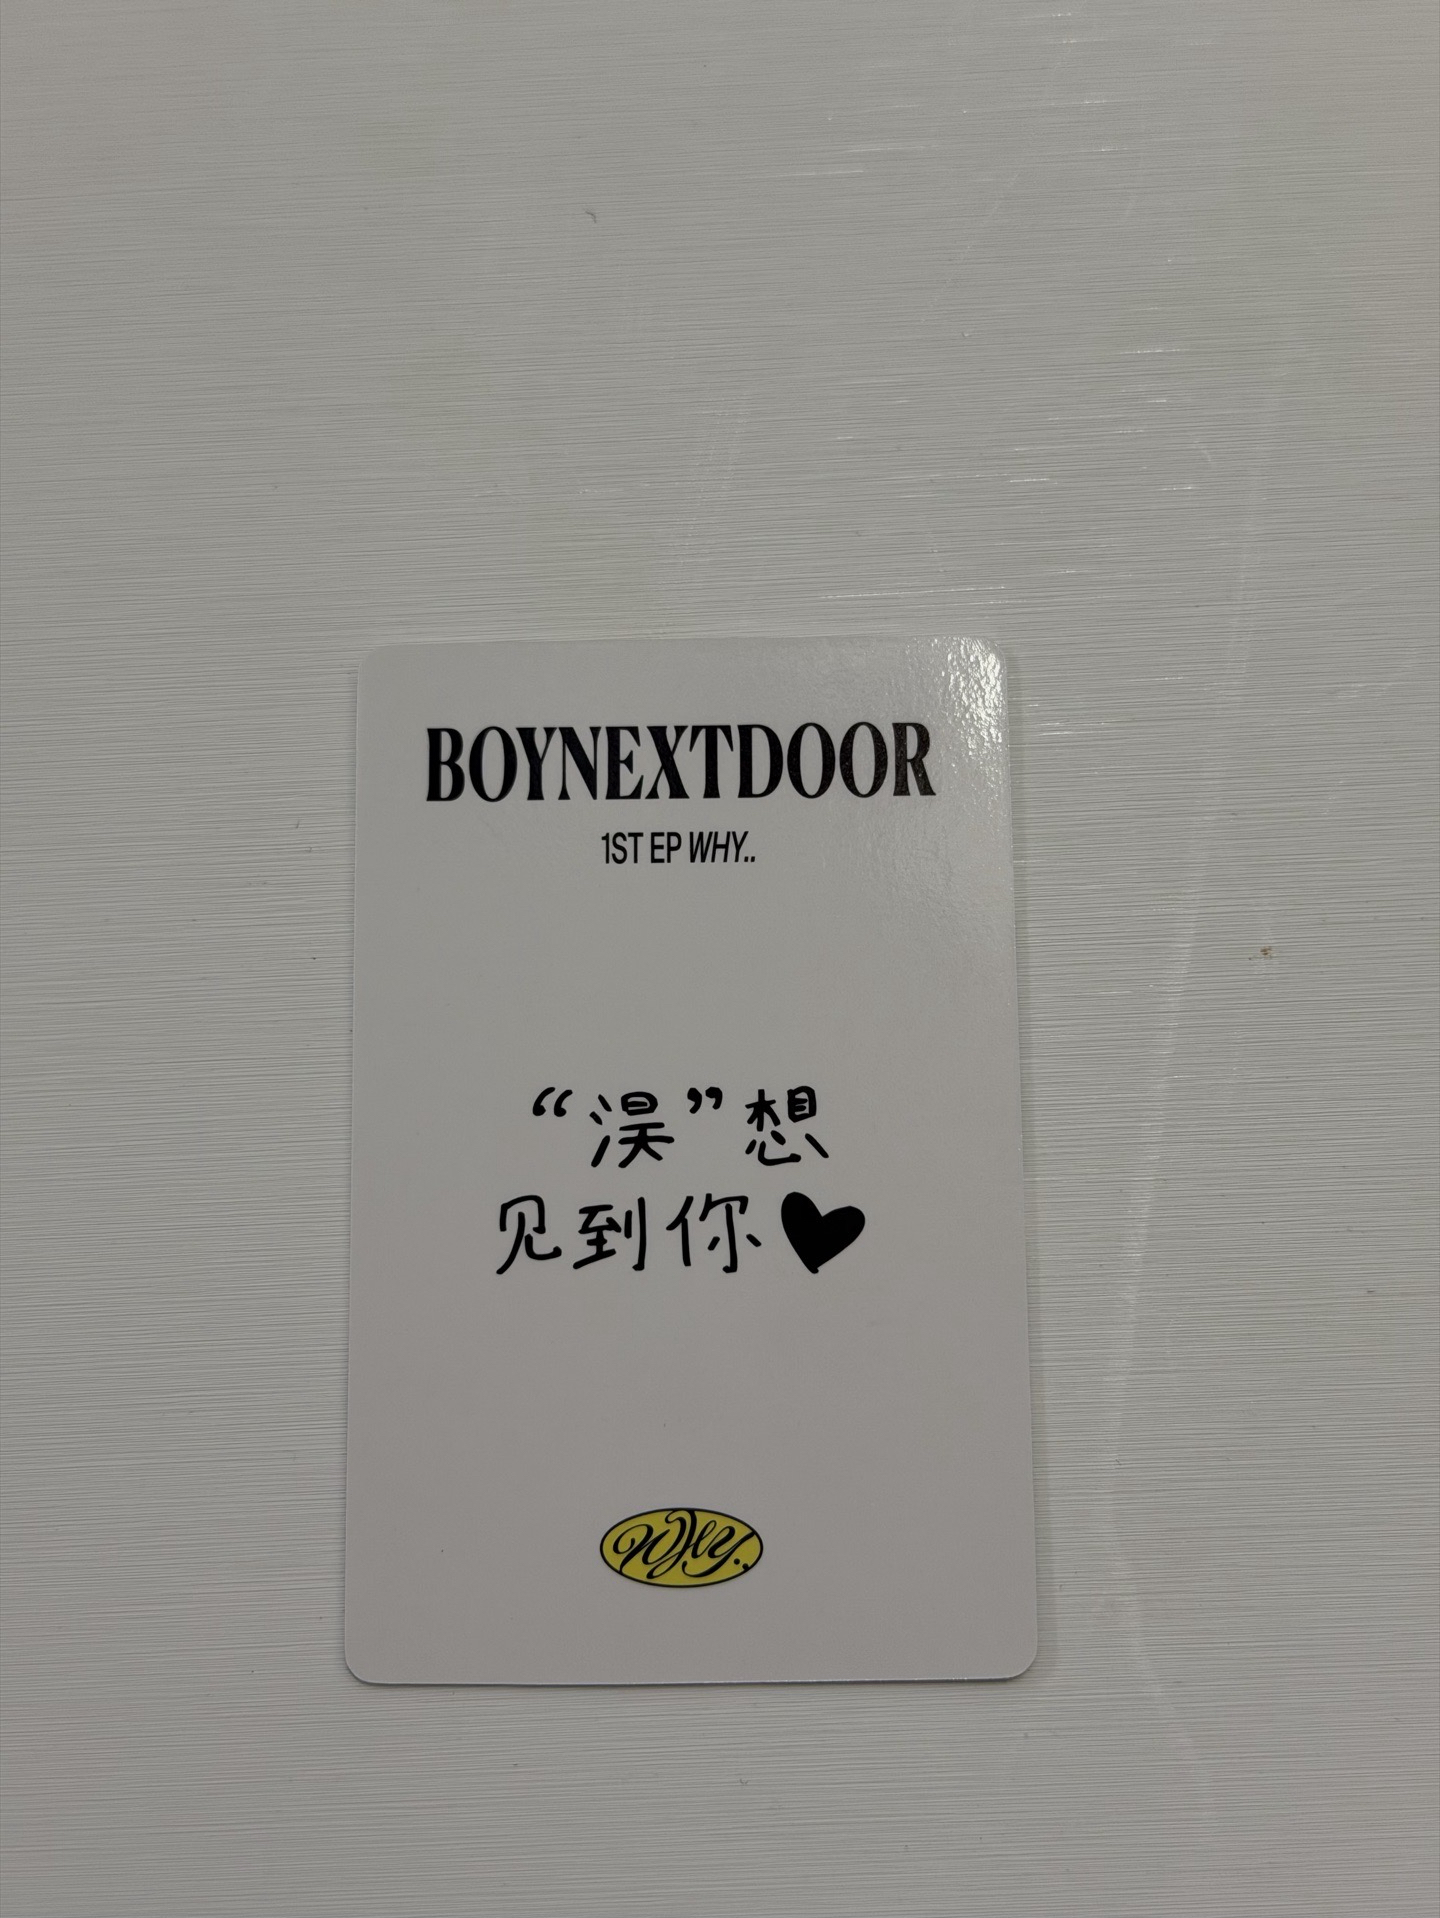 BOYNEXTDOOR
1ST EP WHY..
“淏”想
见到你♥
WHY..